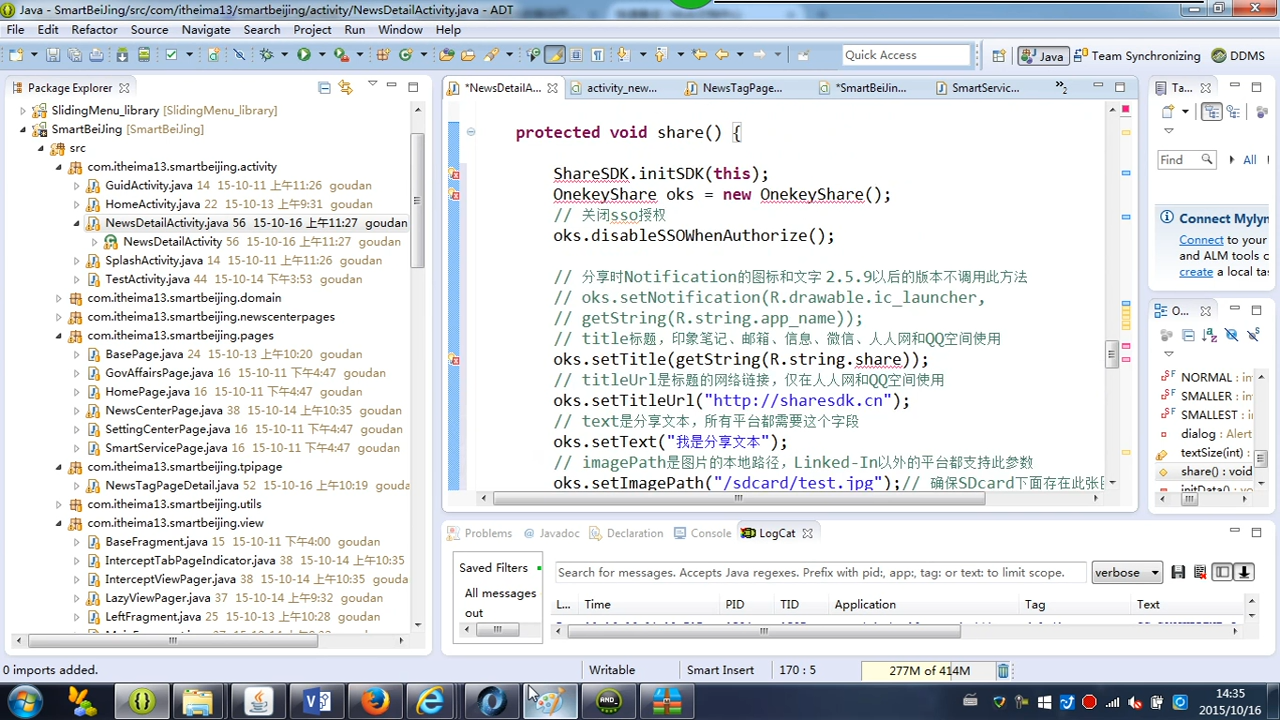 Java - SmartBeiJing/src/com/itheima13/smartbeijing/activity/NewsDetailActivity.java - ADT
File Edit Refactor Source Navigate Search Project Run Window Help
Quick Access
Java
Team Synchronizing
DDMS
Package Explorer
SlidingMenu_library [SlidingMenu_library]
SmartBeiJing [SmartBeiJing]
src
com.itheima13.smartbeijing.activity
GuidActivity.java 14 15-10-11 上午11:26 goudan
HomeActivity.java 22 15-10-13 上午9:31 goudan
NewsDetailActivity.java 56 15-10-16 上午11:27 goudan
NewsDetailActivity 56 15-10-16 上午11:27 goudan
SplashActivity.java 14 15-10-11 上午11:26 goudan
TestActivity.java 44 15-10-14 下午3:53 goudan
com.itheima13.smartbeijing.domain
com.itheima13.smartbeijing.newscenterpages
com.itheima13.smartbeijing.pages
BasePage.java 24 15-10-13 上午10:20 goudan
GovAffairsPage.java 16 15-10-11 下午4:47 goudan
HomePage.java 16 15-10-11 下午4:47 goudan
NewsCenterPage.java 38 15-10-14 上午10:35 goudan
SettingCenterPage.java 16 15-10-11 下午4:47 goudan
SmartServicePage.java 16 15-10-11 下午4:47 goudan
com.itheima13.smartbeijing.tpipage
NewsTagPageDetail.java 52 15-10-16 上午10:19 goudan
com.itheima13.smartbeijing.utils
com.itheima13.smartbeijing.view
BaseFragment.java 15 15-10-11 下午4:00 goudan
InterceptTabPageIndicator.java 38 15-10-14 上午10:35
InterceptViewPager.java 38 15-10-14 上午10:35 goudan
LazyViewPager.java 37 15-10-14 上午9:32 goudan
LeftFragment.java 34 15-10-13 上午10:28 goudan
*NewsDetailA...
activity_new...
NewsTagPage...
*SmartBeiJin...
SmartServic...
»2
protected void share() {
ShareSDK.initSDK(this);
OnekeyShare oks = new OnekeyShare();
// 关闭sso授权
oks.disableSSOWhenAuthorize();
// 分享时Notification的图标和文字 2.5.9以后的版本不调用此方法
// oks.setNotification(R.drawable.ic_launcher,
// getString(R.string.app_name));
// title标题，印象笔记、邮箱、信息、微信、人人网和QQ空间使用
oks.setTitle(getString(R.string.share));
// titleUrl是标题的网络链接，仅在人人网和QQ空间使用
oks.setTitleUrl("http://sharesdk.cn");
// text是分享文本，所有平台都需要这个字段
oks.setText("我是分享文本");
// imagePath是图片的本地路径，Linked-In以外的平台都支持此参数
oks.setImagePath("/sdcard/test.jpg");// 确保SDcard下面存在此张
Ta...
Find
All
Connect Mylyn
Connect to your
and ALM tools
create a local tas
O...
NORMAL : int
SMALLER : int
SMALLEST : 
dialog : Alert
textSize(int) :
share() : void
initData() : void
Problems
Javadoc
Declaration
Console
LogCat
Saved Filters
All messages
out
Search for messages. Accepts Java regexes. Prefix with pid:, app:, tag: or text: to limit scope.
verbose
L... Time PID TID Application Tag Text
0 imports added.
Writable
Smart Insert
170 : 5
277M of 414M
14:35
2015/10/16